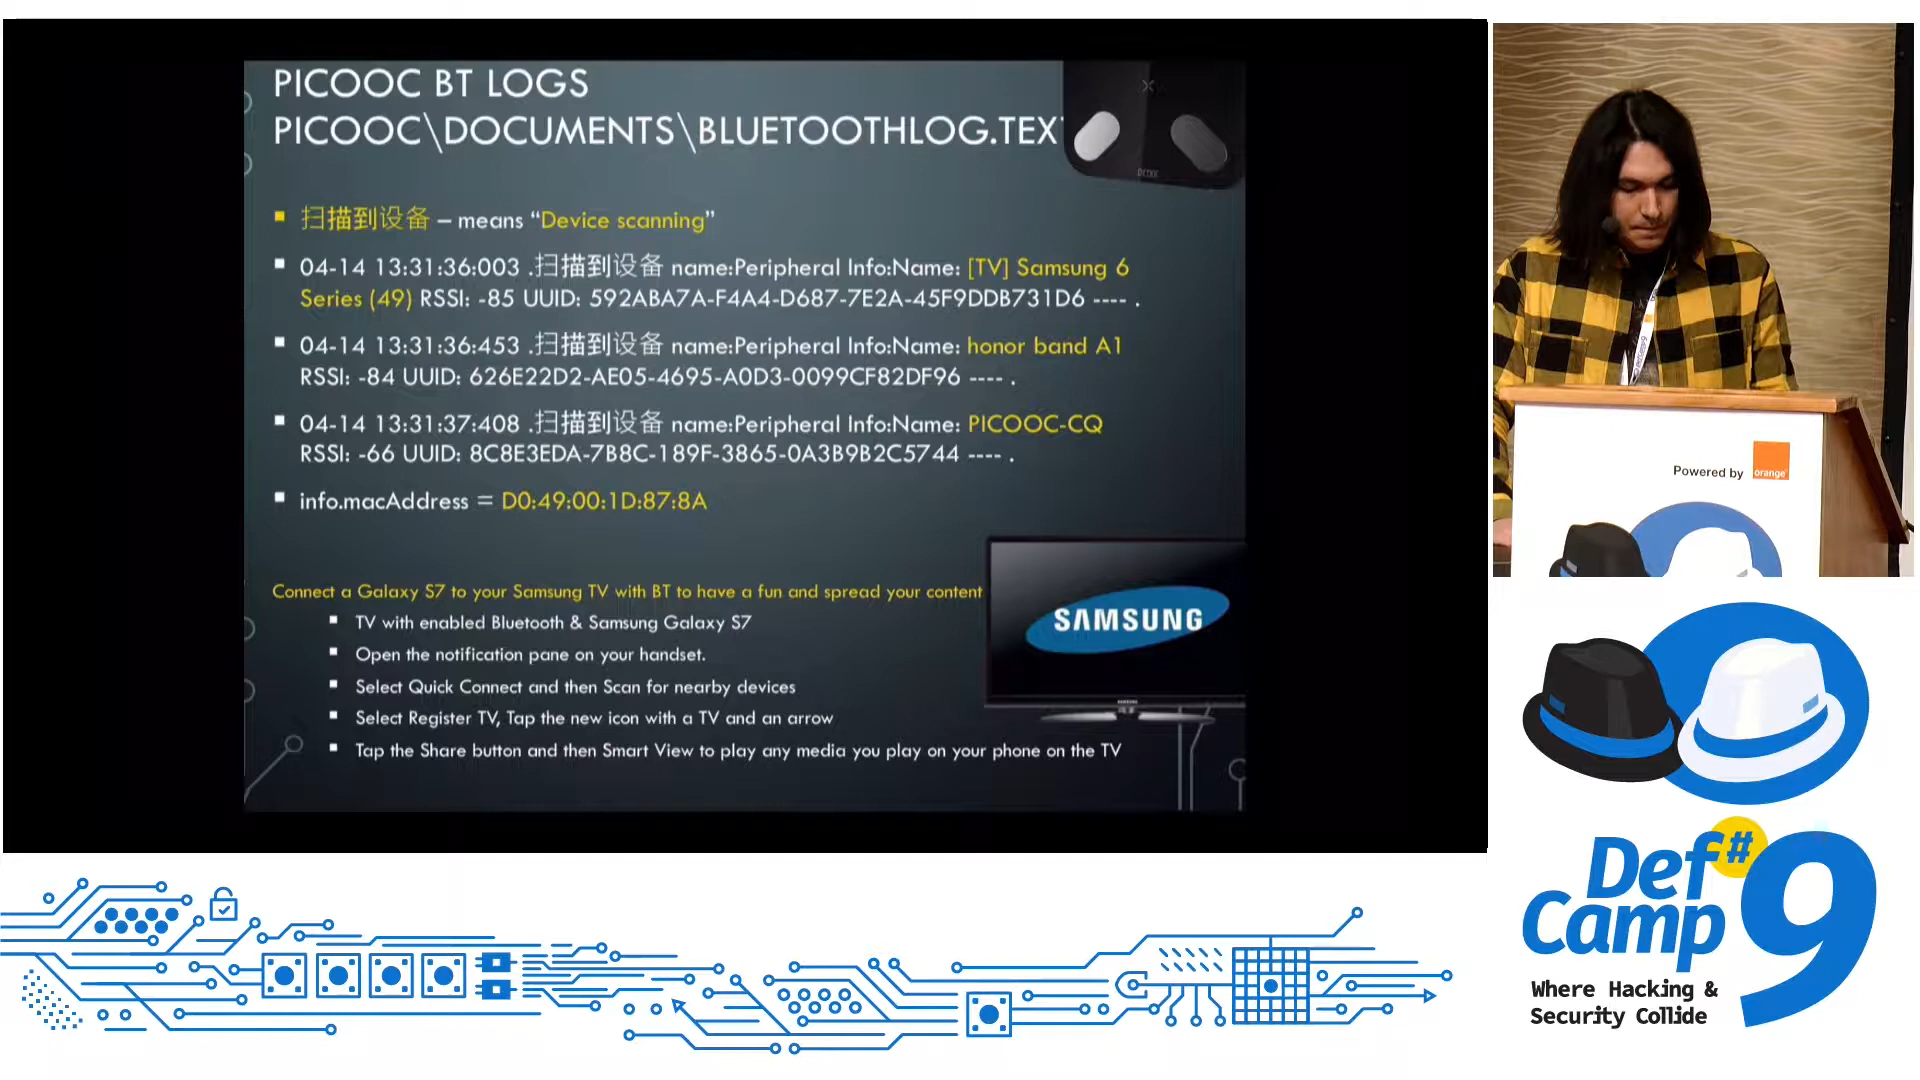 PICOOC BT LOGS
PICOOC\DOCUMENTS\BLUETOOTHLOG.TEX
扫描到设备 – means “Device scanning”
04-14 13:31:36:003 .扫描到设备 name:Peripheral Info:Name: [TV] Samsung 6
Series (49) RSSI: -85 UUID: 592ABA7A-F4A4-D687-7E2A-45F9DDB731D6 ---- .
04-14 13:31:36:453 .扫描到设备 name:Peripheral Info:Name: honor band A1
RSSI: -84 UUID: 626E22D2-AE05-4695-A0D3-0099CF82DF96 ---- .
04-14 13:31:37:408 .扫描到设备 name:Peripheral Info:Name: PICOOC-CQ
RSSI: -66 UUID: 8C8E3EDA-7B8C-189F-3865-0A3B9B2C5744 ---- .
info.macAddress = D0:49:00:1D:87:8A
Connect a Galaxy S7 to your Samsung TV with BT to have a fun and spread your content
TV with enabled Bluetooth & Samsung Galaxy S7
Open the notification pane on your handset.
Select Quick Connect and then Scan for nearby devices
Select Register TV, Tap the new icon with a TV and an arrow
Tap the Share button and then Smart View to play any media you play on your phone on the TV
SAMSUNG
Powered by
orange
Def # 9
Camp
Where Hacking &
Security Collide